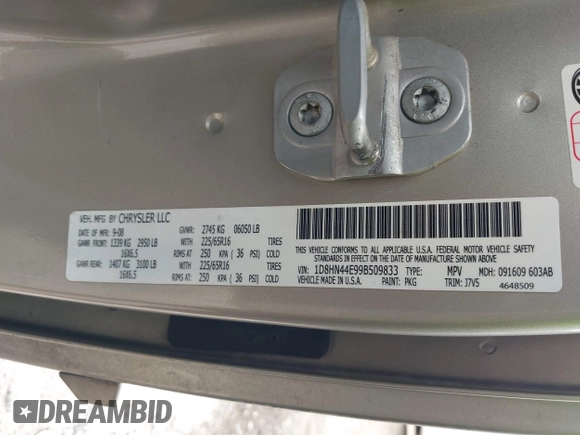 VEH. MFG BY CHRYSLER LLC
DATE OF MFR: 9-08
GVWR: 2745 KG 06050 LB
GAWR FRONT: 1339 KG 2950 LB WITH 225/65R16 TIRES
16X6.5 RIMS AT 250 KPA ( 36 PSI) COLD
GAWR REAR: 1407 KG 3100 LB WITH 225/65R16 TIRES
16X6.5 RIMS AT 250 KPA ( 36 PSI) COLD
THIS VEHICLE CONFORMS TO ALL APPLICABLE U.S.A. FEDERAL MOTOR VEHICLE SAFETY
STANDARDS IN EFFECT ON THE DATE OF MANUFACTURE SHOWN ABOVE
VIN: 1D8HN44E99B509833 TYPE: MPV MDH: 091609 603AB
VEHICLE MADE IN U.S.A. PAINT: PKG TRIM: J7V5
4648509
DREAMBID